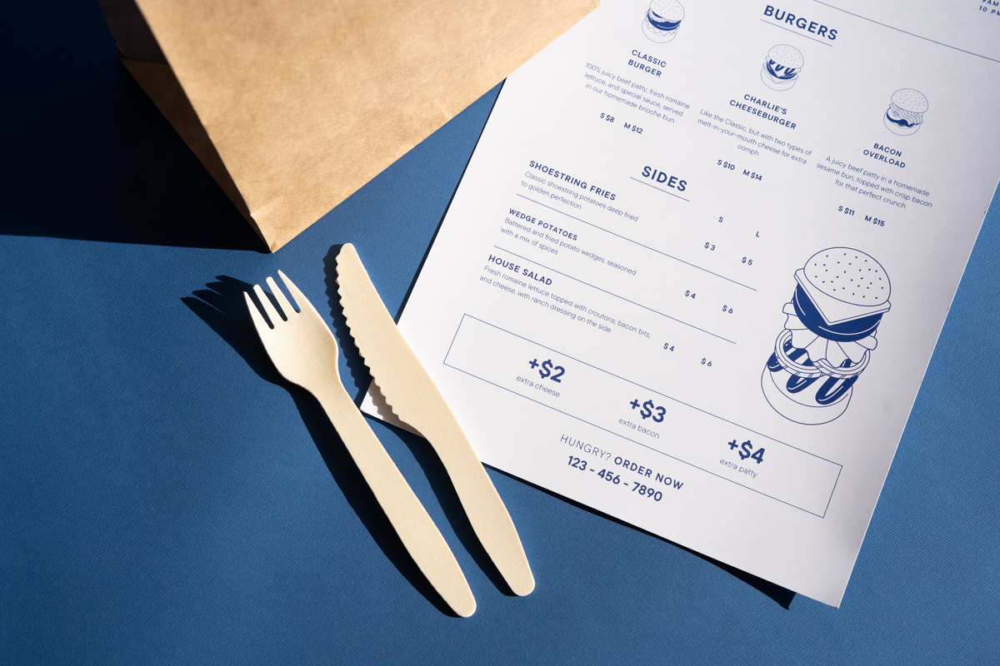 BURGERS
CLASSIC
BURGER
100% juicy beef patty, fresh romaine
lettuce, and special sauce, served
in our homemade brioche bun
S $8 M $12
CHARLIE'S
CHEESEBURGER
Like the Classic, but with two types of
melt-in-your-mouth cheese for extra
oomph
S $10 M $14
BACON
OVERLOAD
A juicy beef patty in a homemade
sesame bun, topped with crisp bacon
for that perfect crunch
S $11 M $15
SIDES
S L
SHOESTRING FRIES
Classic shoestring potatoes deep fried
to golden perfection
$3 $5
WEDGE POTATOES
Battered and fried potato wedges, seasoned
with a mix of spices
$4 $6
HOUSE SALAD
Fresh romaine lettuce topped with croutons, bacon bits,
and cheese, with ranch dressing on the side
$4 $6
+$2
extra cheese
+$3
extra bacon
+$4
extra patty
HUNGRY? ORDER NOW
123 - 456 - 7890